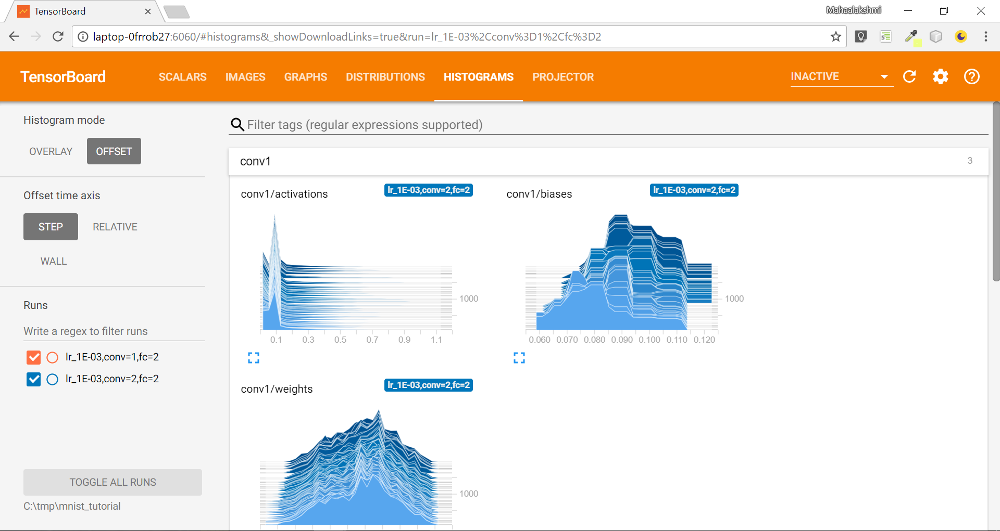 TensorBoard
Mahaalakshmi
laptop-0frrob27:6060/#histograms&_showDownloadLinks=true&run=lr_1E-03%2Cconv%3D1%2Cfc%3D2
TensorBoard SCALARS IMAGES GRAPHS DISTRIBUTIONS HISTOGRAMS PROJECTOR INACTIVE
Histogram mode
OVERLAY OFFSET
Offset time axis
STEP RELATIVE
WALL
Runs
Write a regex to filter runs
lr_1E-03,conv=1,fc=2
lr_1E-03,conv=2,fc=2
TOGGLE ALL RUNS
C:\tmp\mnist_tutorial
Filter tags (regular expressions supported)
conv1 3
conv1/activations lr_1E-03,conv=2,fc=2
1000
0.1 0.3 0.5 0.7 0.9 1.1
conv1/biases lr_1E-03,conv=2,fc=2
1000
0.060 0.070 0.080 0.090 0.100 0.110 0.120
conv1/weights lr_1E-03,conv=2,fc=2
1000